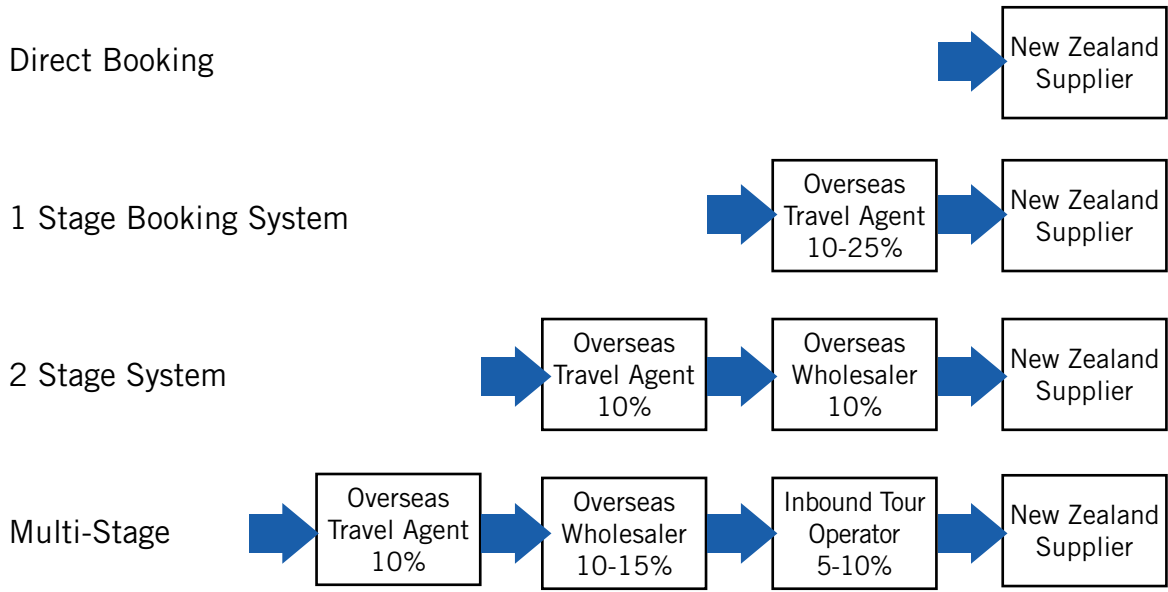 Direct Booking
New Zealand
Supplier
1 Stage Booking System
Overseas
Travel Agent
10-25%
New Zealand
Supplier
2 Stage System
Overseas
Travel Agent
10%
Overseas
Wholesaler
10%
New Zealand
Supplier
Multi-Stage
Overseas
Travel Agent
10%
Overseas
Wholesaler
10-15%
Inbound Tour
Operator
5-10%
New Zealand
Supplier